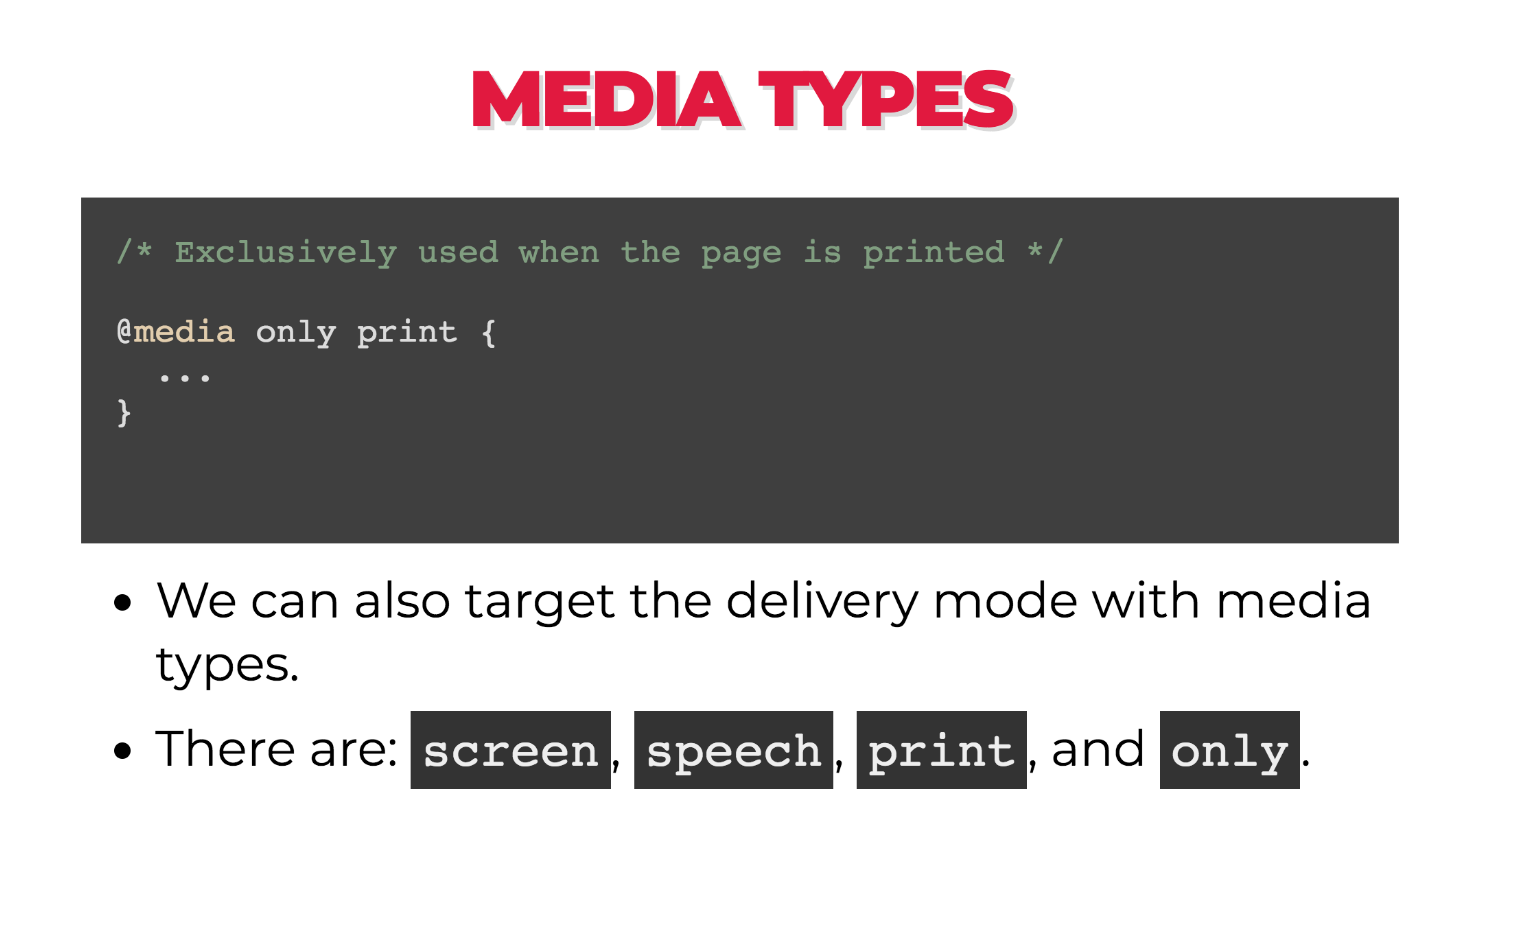 MEDIA TYPES
/* Exclusively used when the page is printed */
@media only print {
  ...
}
• We can also target the delivery mode with media
types.
• There are: screen, speech, print, and only.